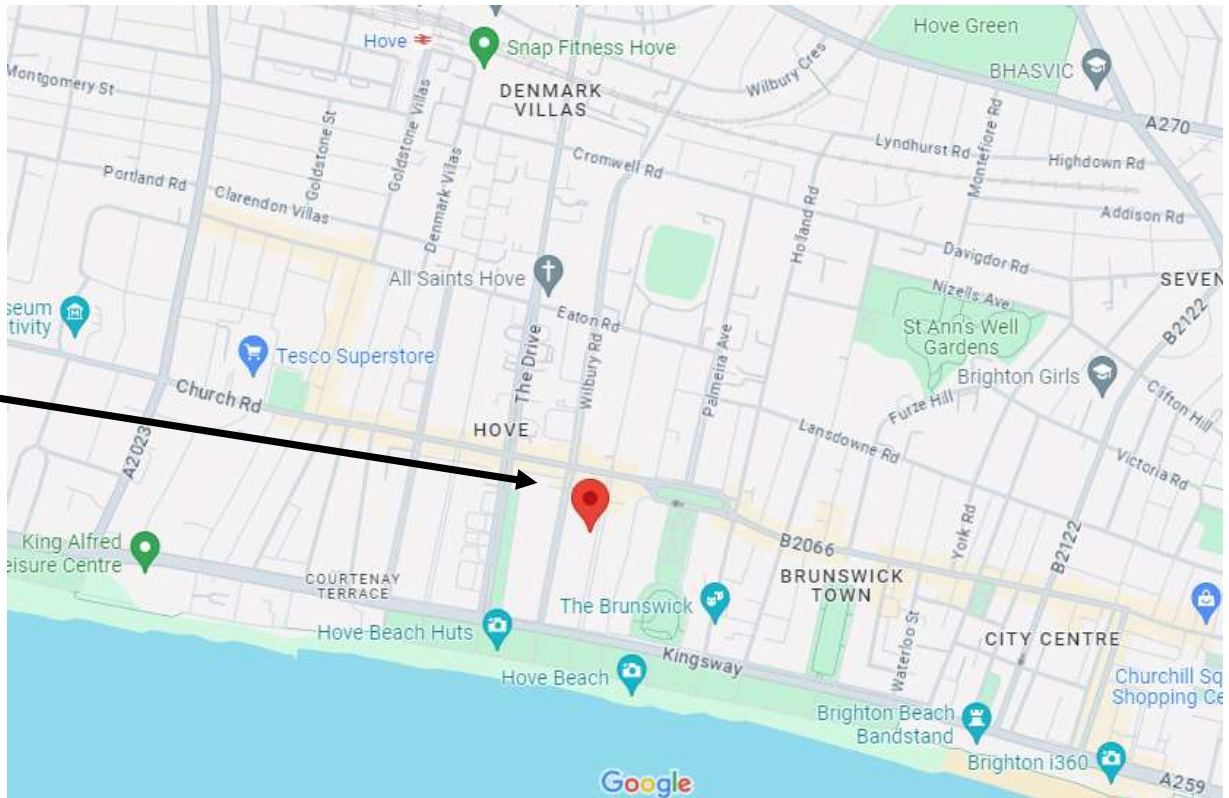 Hove Green
Hove
Snap Fitness Hove
BHASVIC
Montgomery St
DENMARK
VILLAS
Wilbury Cres
A270
Goldstone St
Goldstone Villas
Denmark Villas
Cromwell Rd
Lyndhurst Rd
Montefiore Rd
Highdown Rd
Portland Rd
Clarendon Villas
Holland Rd
Addison Rd
Davigdor Rd
All Saints Hove
Nizells Ave
SEVEN
seum
tivity
Eaton Rd
St Ann's Well
Gardens
B2122
Tesco Superstore
The Drive
Wilbury Rd
Palmeira Ave
Brighton Girls
Church Rd
Furze Hill
Clifton Hill
HOVE
Lansdowne Rd
A2023
Victoria Rd
King Alfred
eisure Centre
York Rd
B2122
B2066
COURTENAY
TERRACE
BRUNSWICK
TOWN
The Brunswick
Hove Beach Huts
Waterloo St
CITY CENTRE
Kingsway
Hove Beach
Churchill Sq
Shopping Ce
Brighton Beach
Bandstand
Brighton i360
Google
A259